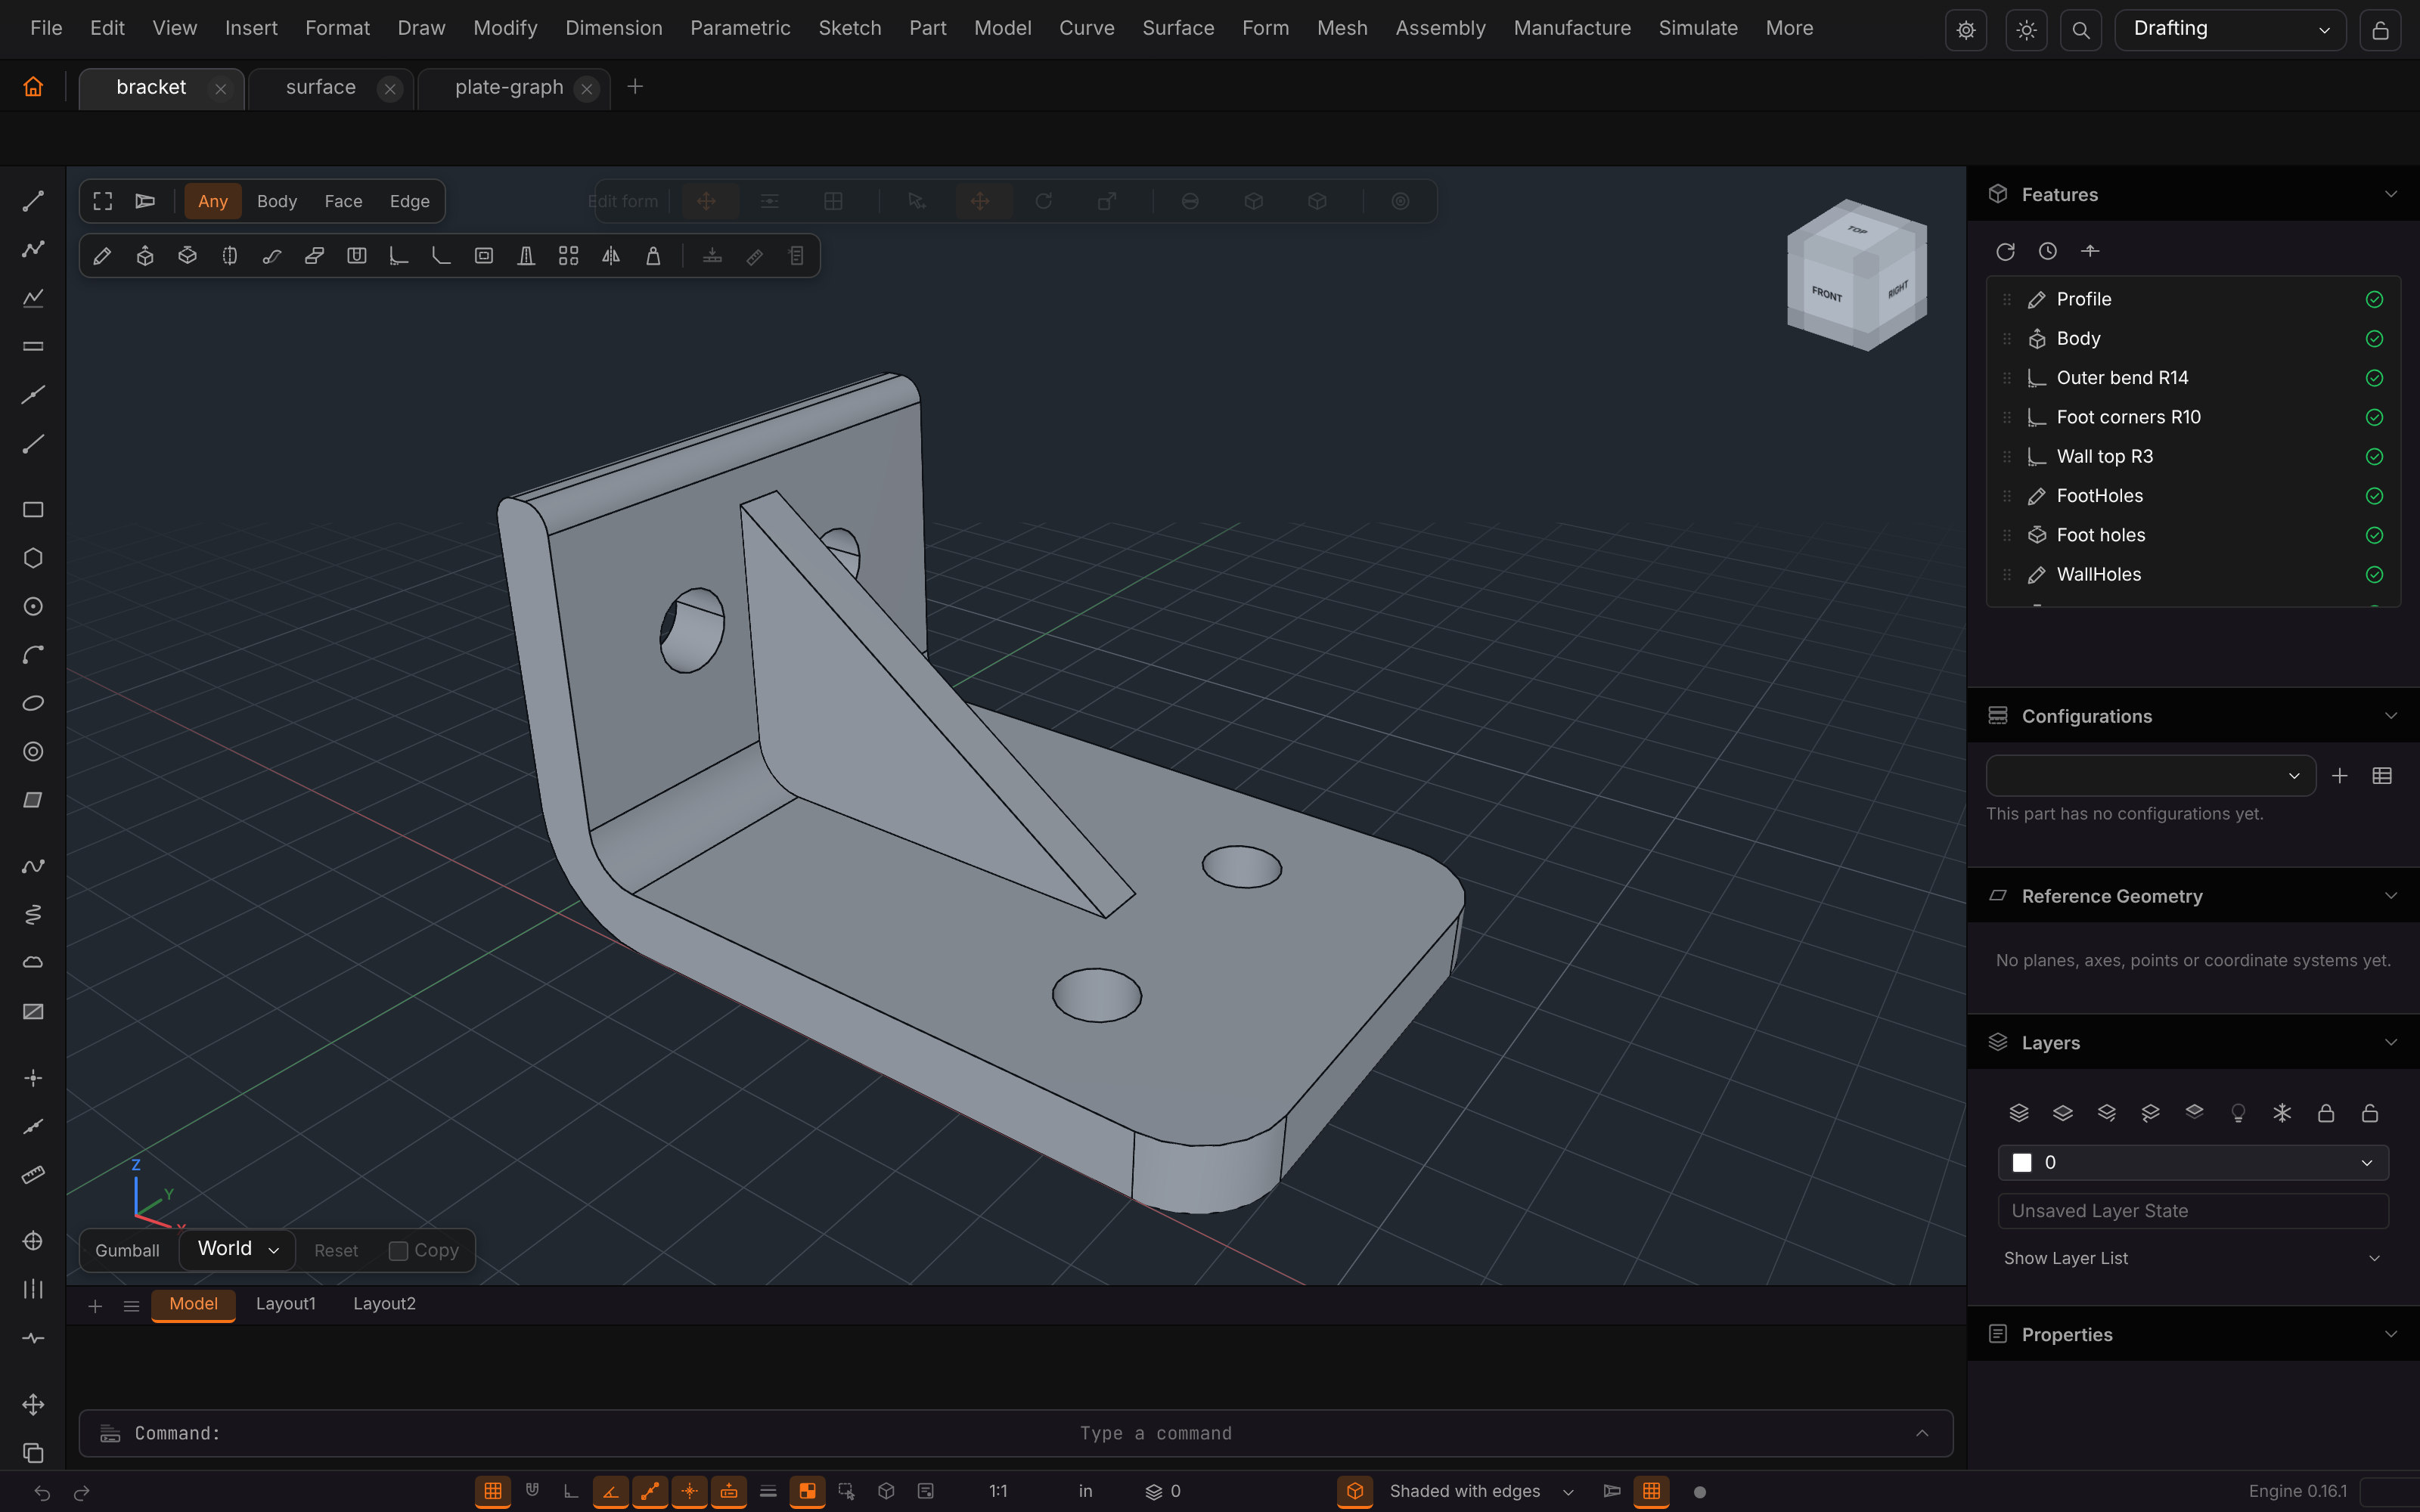 File Edit View Insert Format Draw Modify Dimension Parametric Sketch Part Model Curve Surface Form Mesh Assembly Manufacture Simulate More Drafting
bracket surface plate-graph
Any Body Face Edge Edit form
TOP
FRONT RIGHT
Features
Profile
Body
Outer bend R14
Foot corners R10
Wall top R3
FootHoles
Foot holes
WallHoles
Configurations
This part has no configurations yet.
Reference Geometry
No planes, axes, points or coordinate systems yet.
Layers
0
Unsaved Layer State
Show Layer List
Properties
Z
Y
X
Gumball World Reset Copy
Model Layout1 Layout2
Command: Type a command
1:1 in 0 Shaded with edges Engine 0.16.1